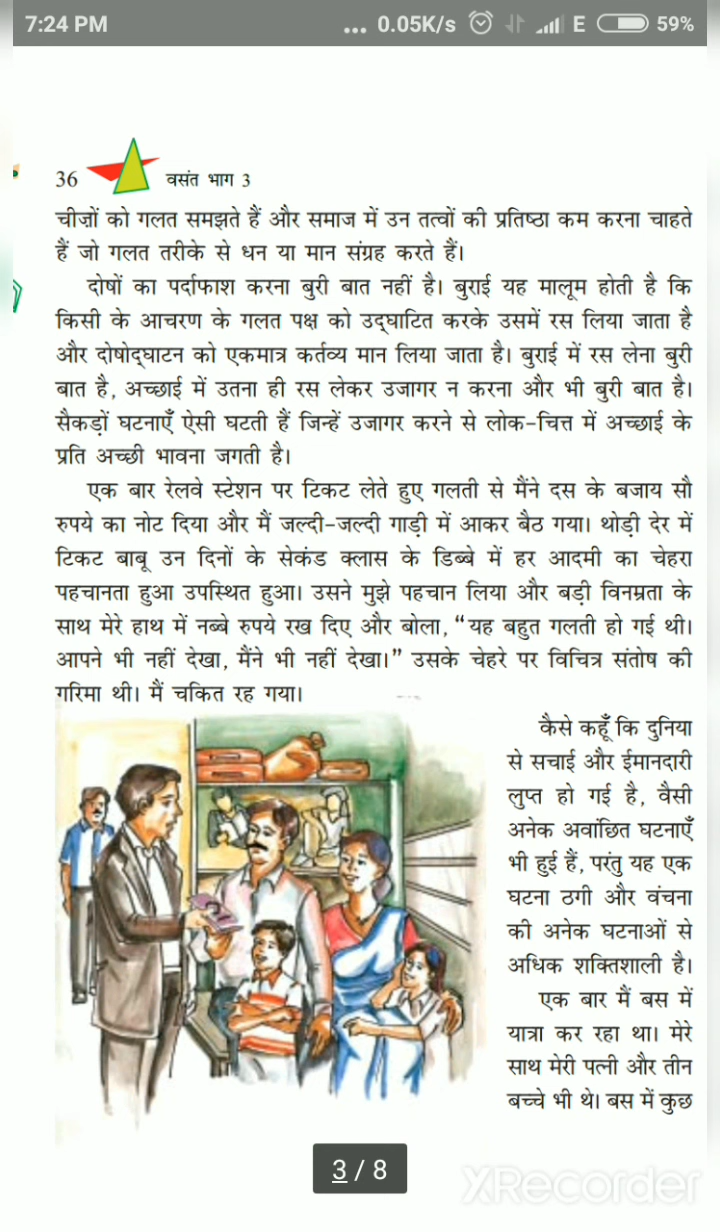 7:24 PM ... 0.05K/s E 59%
36 वसंत भाग 3
चीज़ों को गलत समझते हैं और समाज में उन तत्वों की प्रतिष्ठा कम करना चाहते
हैं जो गलत तरीके से धन या मान संग्रह करते हैं।
दोषों का पर्दाफ़ाश करना बुरी बात नहीं है। बुराई यह मालूम होती है कि
किसी के आचरण के गलत पक्ष को उद्घाटित करके उसमें रस लिया जाता है
और दोषोद्घाटन को एकमात्र कर्तव्य मान लिया जाता है। बुराई में रस लेना बुरी
बात है, अच्छाई में उतना ही रस लेकर उजागर न करना और भी बुरी बात है।
सैकड़ों घटनाएँ ऐसी घटती हैं जिन्हें उजागर करने से लोक-चित्त में अच्छाई के
प्रति अच्छी भावना जगती है।
एक बार रेलवे स्टेशन पर टिकट लेते हुए गलती से मैंने दस के बजाय सौ
रुपये का नोट दिया और मैं जल्दी-जल्दी गाड़ी में आकर बैठ गया। थोड़ी देर में
टिकट बाबू उन दिनों के सेकंड क्लास के डिब्बे में हर आदमी का चेहरा
पहचानता हुआ उपस्थित हुआ। उसने मुझे पहचान लिया और बड़ी विनम्रता के
साथ मेरे हाथ में नब्बे रुपये रख दिए और बोला, “यह बहुत गलती हो गई थी।
आपने भी नहीं देखा, मैंने भी नहीं देखा।” उसके चेहरे पर विचित्र संतोष की
गरिमा थी। मैं चकित रह गया।
कैसे कहूँ कि दुनिया
से सचाई और ईमानदारी
लुप्त हो गई है, वैसी
अनेक अवांछित घटनाएँ
भी हुई हैं, परंतु यह एक
घटना ठगी और वंचना
की अनेक घटनाओं से
अधिक शक्तिशाली है।
एक बार मैं बस में
यात्रा कर रहा था। मेरे
साथ मेरी पत्नी और तीन
बच्चे भी थे। बस में कुछ
3 / 8
XRecorder